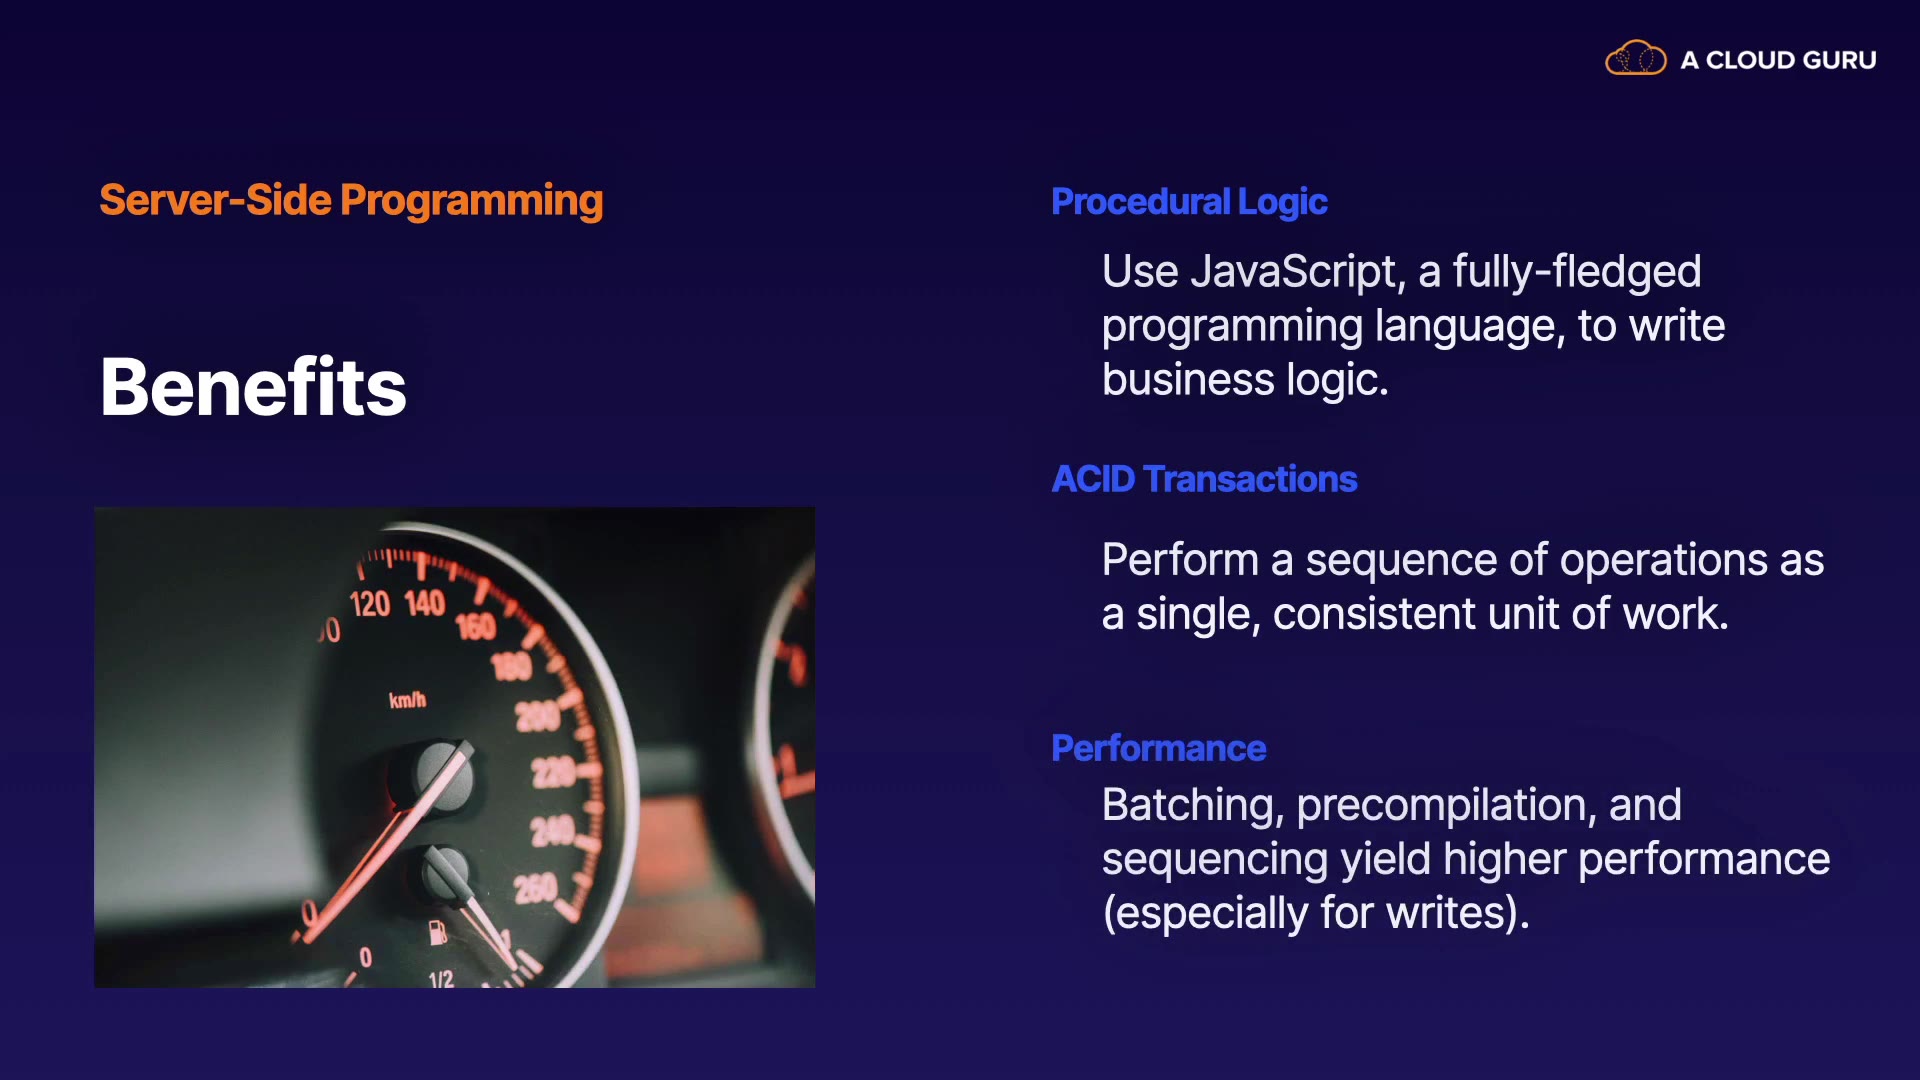 A CLOUD GURU
Server-Side Programming
Benefits
120 140
160
180
200
220
240
260
km/h
0
0
1/2
1
Procedural Logic
Use JavaScript, a fully-fledged
programming language, to write
business logic.
ACID Transactions
Perform a sequence of operations as
a single, consistent unit of work.
Performance
Batching, precompilation, and
sequencing yield higher performance
(especially for writes).